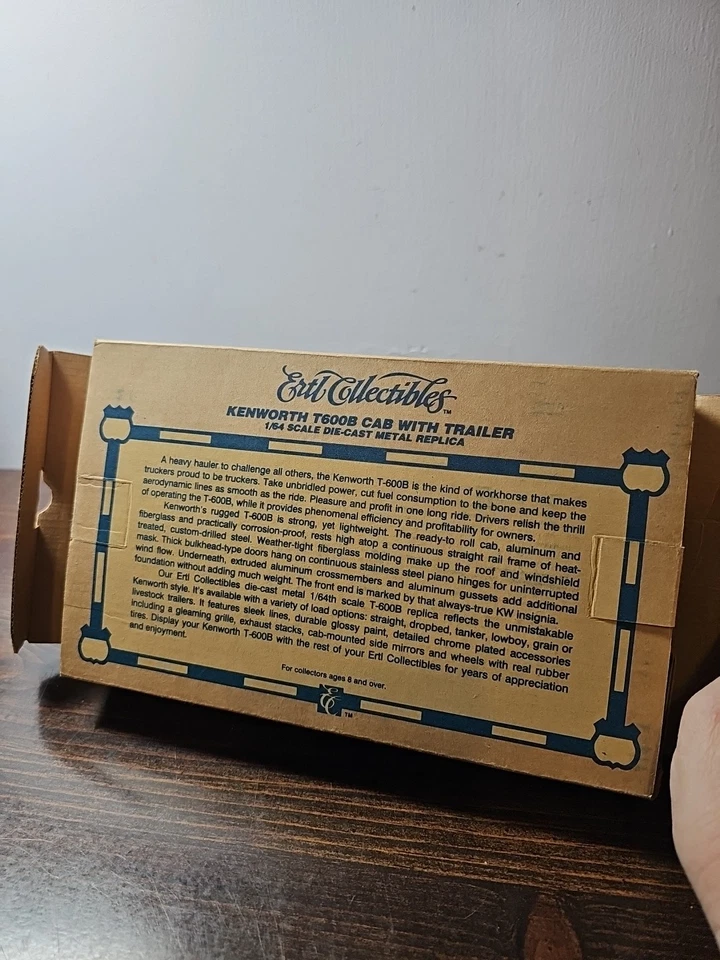 Ertl Collectibles™
KENWORTH T600B CAB WITH TRAILER
1/64 SCALE DIE-CAST METAL REPLICA
A heavy hauler to challenge all others, the Kenworth T-600B is the kind of workhorse that makes
truckers proud to be truckers. Take unbridled power, cut fuel consumption to the bone and keep the
aerodynamic lines as smooth as the ride. Pleasure and profit in one long ride. Drivers relish the thrill
of operating the T-600B, while it provides phenomenal efficiency and profitability for owners.
Kenworth's rugged T-600B is strong, yet lightweight. The ready-to roll cab, aluminum and
fiberglass and practically corrosion-proof, rests high atop a continuous straight rail frame of heat-
treated, custom-drilled steel. Weather-tight fiberglass molding make up the roof and windshield
mask. Thick bulkhead-type doors hang on continuous stainless steel piano hinges for uninterrupted
wind flow. Underneath, extruded aluminum crossmembers and aluminum gussets add additional
foundation without adding much weight. The front end is marked by that always-true KW insignia.
Our Ertl Collectibles die-cast metal 1/64th scale T-600B replica reflects the unmistakable
Kenworth style. It's available with a variety of load options: straight, dropped, tanker, lowboy, grain or
livestock trailers. It features sleek lines, durable glossy paint, detailed chrome plated accessories
including a gleaming grille, exhaust stacks, cab-mounted side mirrors and wheels with real rubber
tires. Display your Kenworth T-600B with the rest of your Ertl Collectibles for years of appreciation
and enjoyment.
For collectors ages 8 and over.
EC™